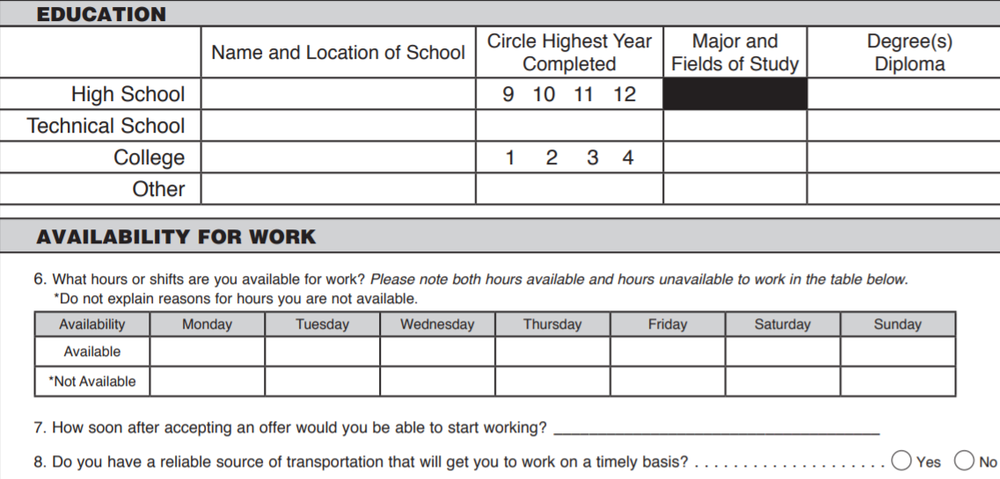 EDUCATION
Name and Location of School Circle Highest Year Completed Major and Fields of Study Degree(s) Diploma
High School 9 10 11 12
Technical School
College 1 2 3 4
Other
AVAILABILITY FOR WORK
6. What hours or shifts are you available for work? Please note both hours available and hours unavailable to work in the table below.
*Do not explain reasons for hours you are not available.
Availability Monday Tuesday Wednesday Thursday Friday Saturday Sunday
Available
*Not Available
7. How soon after accepting an offer would you be able to start working? ____________________
8. Do you have a reliable source of transportation that will get you to work on a timely basis? . . . . . . . . . . . . . . . . . . . . . Yes No